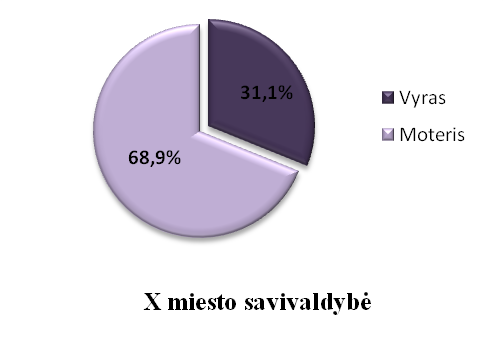 31,1%
Vyras
Moteris
68,9%
X miesto savivaldybė